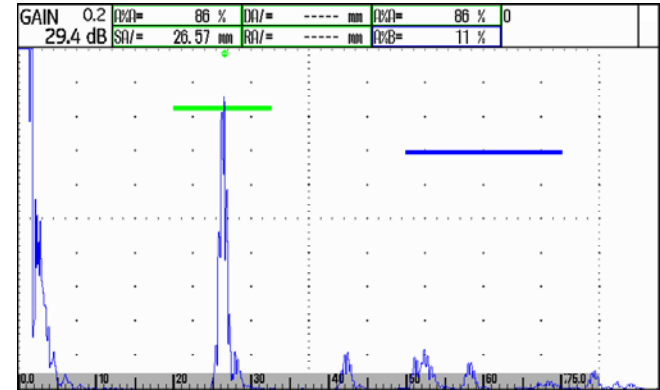 GAIN 0.2 A%A= 86 % DA/= ----- mm A%A= 86 % 0
29.4 dB SA/= 26.57 mm RA/= ----- mm A%B= 11 %
0.0 10 20 30 40 50 60 75.0